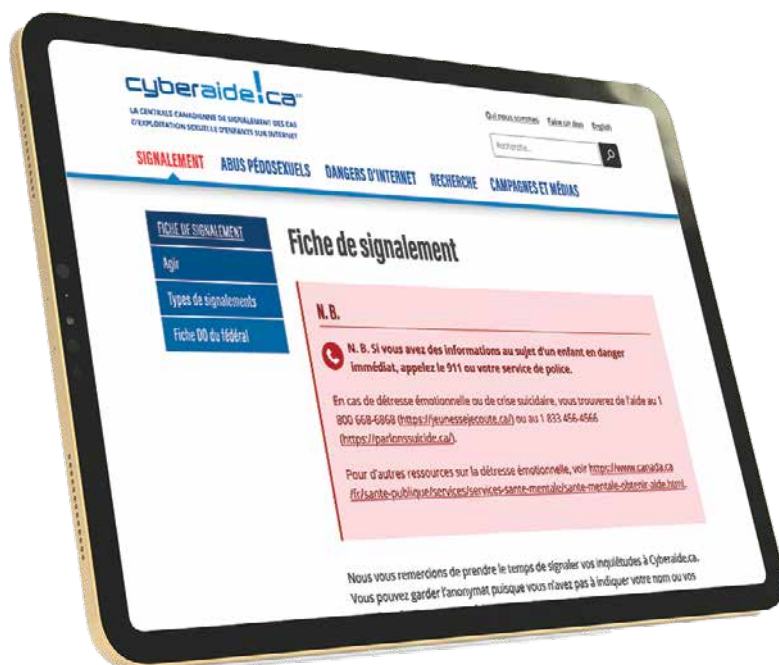 cyberaide!ca
LA CENTRALE CANADIENNE DE SIGNALEMENT DES CAS
D'EXPLOITATION SEXUELLE D'ENFANTS SUR INTERNET
Qui nous sommes Faire un don English
Recherche...
SIGNALEMENT ABUS PÉDOSEXUELS DANGERS D'INTERNET RECHERCHE CAMPAGNES ET MÉDIAS
FICHE DE SIGNALEMENT
Agir
Types de signalements
Fiche DD du fédéral
Fiche de signalement
N. B.
N. B. Si vous avez des informations au sujet d'un enfant en danger
immédiat, appelez le 911 ou votre service de police.
En cas de détresse émotionnelle ou de crise suicidaire, vous trouverez de l'aide au 1
800 668-6868 (https://jeunessejecoute.ca/) ou au 1 833 456-4566
(https://parlonssuicide.ca/).
Pour d'autres ressources sur la détresse émotionnelle, voir https://www.canada.ca
/fr/sante-publique/services/services-sante-mentale/sante-mentale-obtenir-aide.html.
Nous vous remercions de prendre le temps de signaler vos inquiétudes à Cyberaide.ca.
Vous pouvez garder l'anonymat puisque vous n'avez pas à indiquer votre nom ou vos